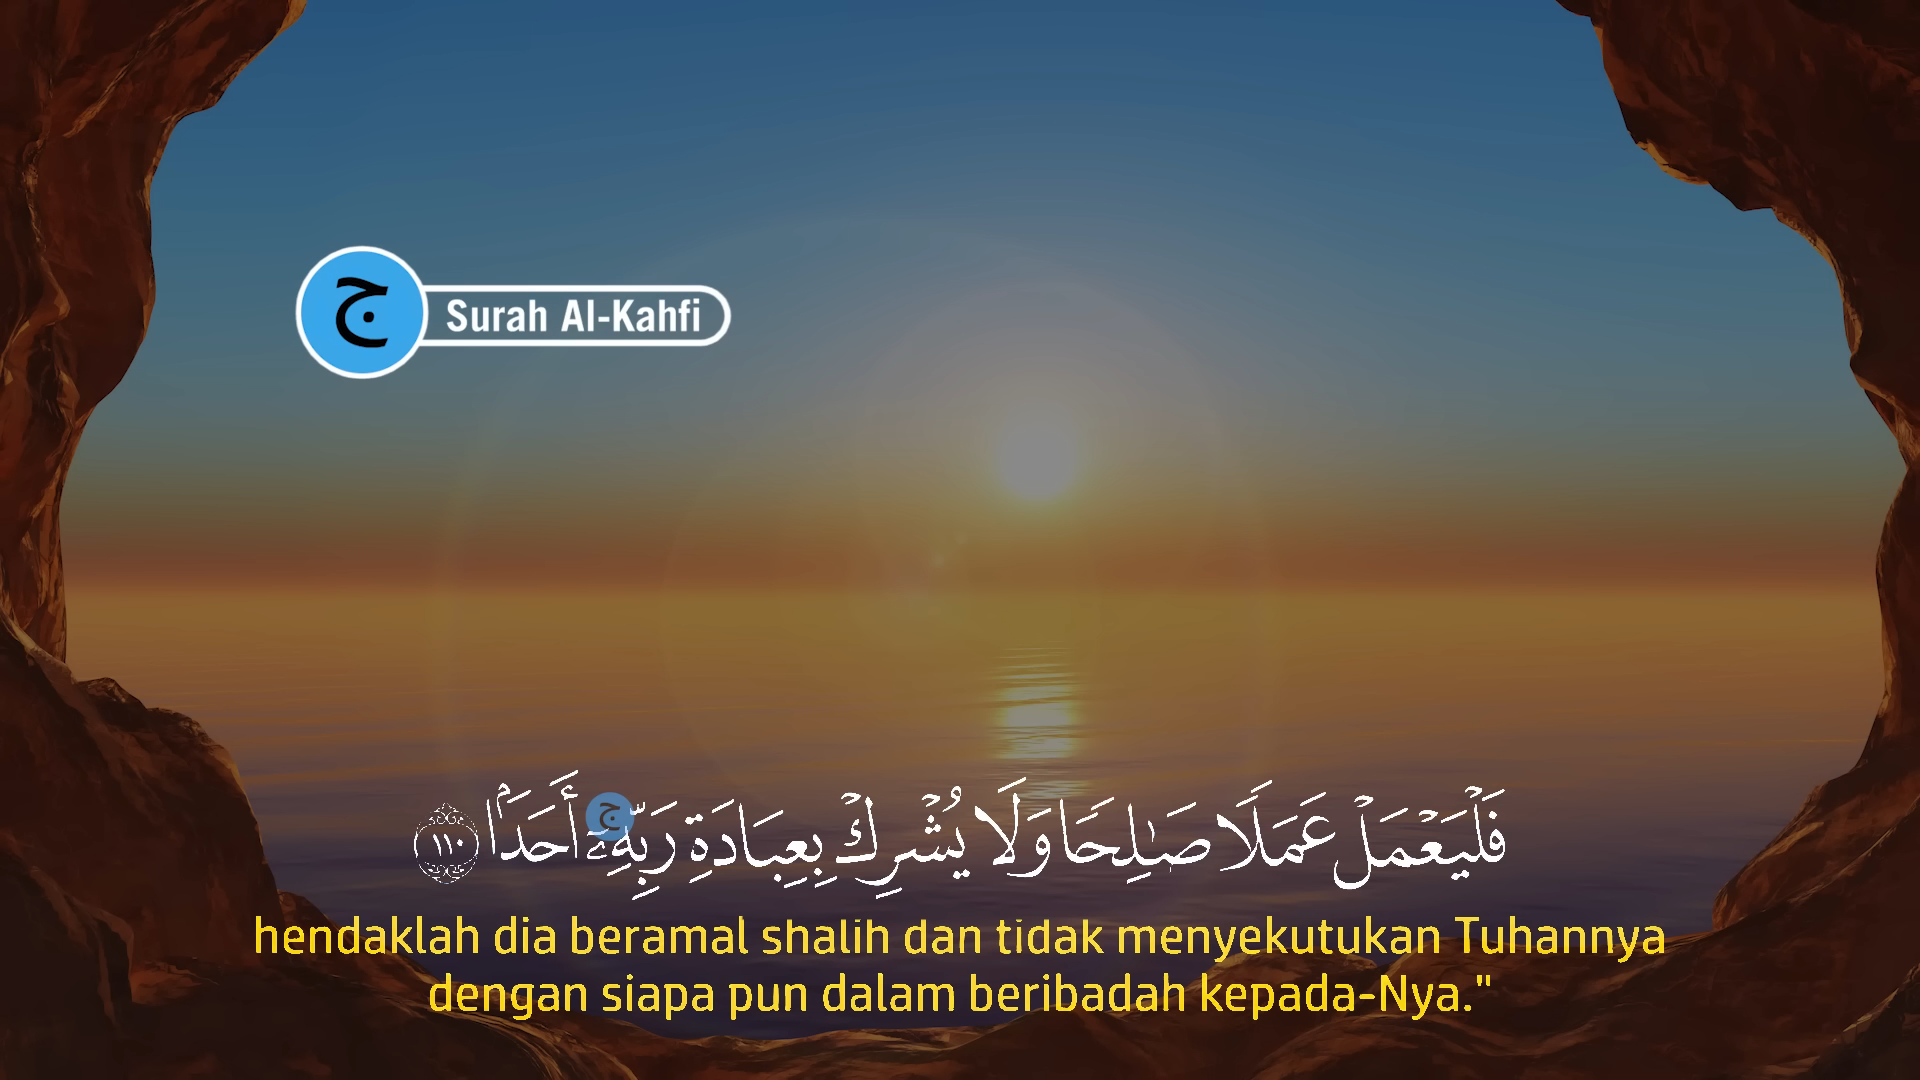 ج
Surah Al-Kahfi
فَلْيَعْمَلْ عَمَلًا صَـٰلِحًا وَلَا يُشْرِكْ بِعِبَادَةِ رَبِّهِۦٓ أَحَدًۢا ١١٠
ج
hendaklah dia beramal shalih dan tidak menyekutukan Tuhannya
dengan siapa pun dalam beribadah kepada-Nya."